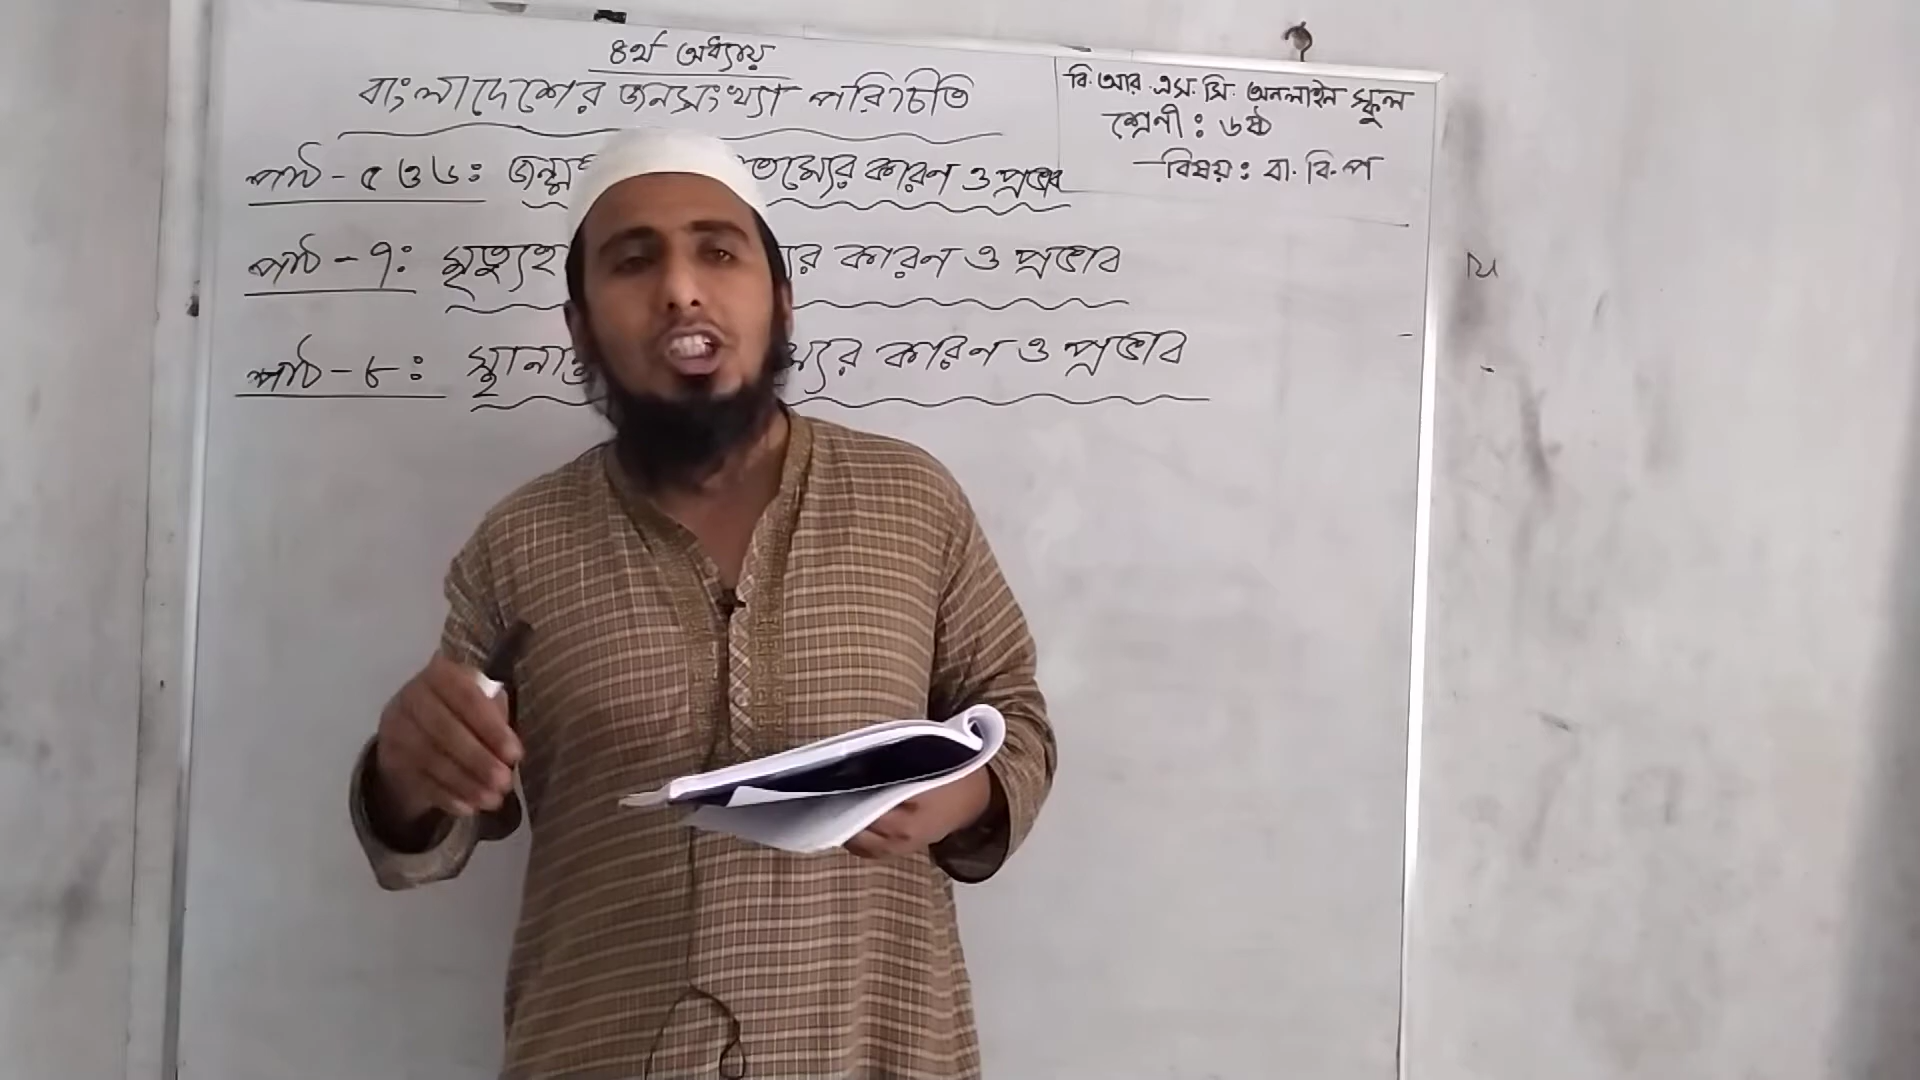 ৪র্থ অধ্যায়
বাংলাদেশের জনসংখ্যা পরিচিতি
বি.আর.এস.সি. অনলাইন স্কুল
শ্রেণী : ৬ষ্ঠ
বিষয় : বা.বি.প
পাঠ - ৫ ও ৬ : কারণ ও প্রভাব
পাঠ - ৭ : কারণ ও প্রভাব
পাঠ - ৮ : কারণ ও প্রভাব